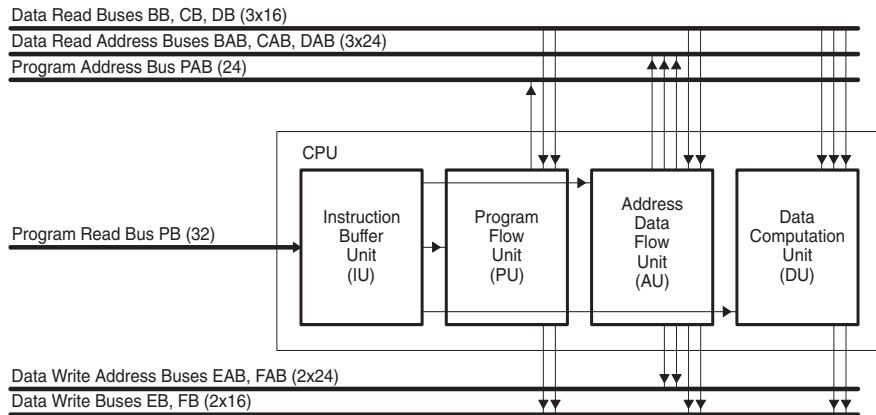 Data Read Buses BB, CB, DB (3x16)
Data Read Address Buses BAB, CAB, DAB (3x24)
Program Address Bus PAB (24)
CPU
Instruction
Buffer
Unit
(IU)
Program
Flow
Unit
(PU)
Address
Data
Flow
Unit
(AU)
Data
Computation
Unit
(DU)
Program Read Bus PB (32)
Data Write Address Buses EAB, FAB (2x24)
Data Write Buses EB, FB (2x16)